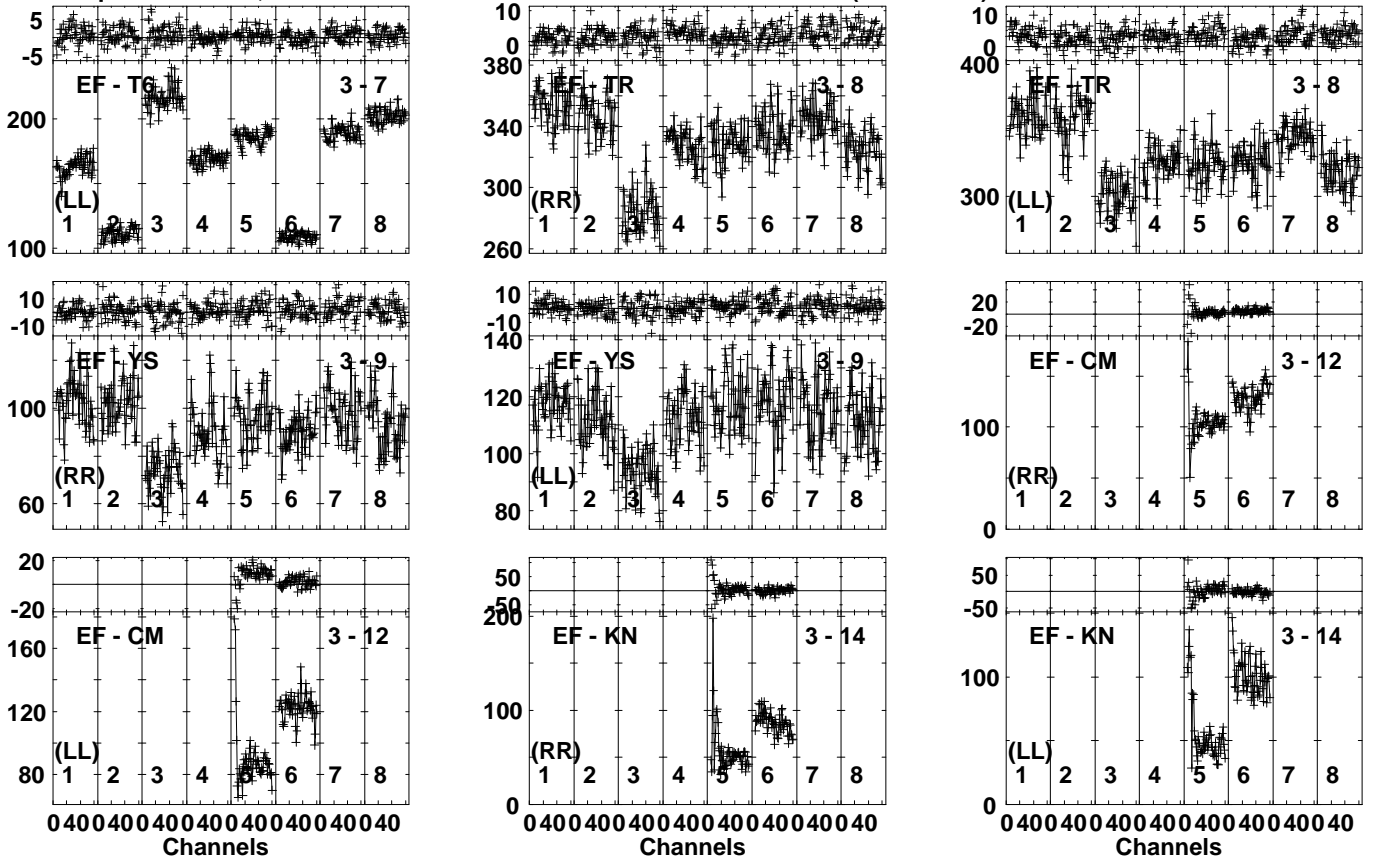 5
-5
EF - T6 3 - 7
200
(LL)
1 2 3 4 5 6 7 8
100
10
0
380
EF - TR 3 - 8
340
300
(RR)
1 2 3 4 5 6 7 8
260
10
0
400
EF - TR 3 - 8
300
(LL)
1 2 3 4 5 6 7 8
10
-10
EF - YS 3 - 9
100
(RR)
1 2 3 4 5 6 7 8
60
10
-10
140
EF - YS 3 - 9
120
100
(LL)
1 2 3 4 5 6 7 8
80
20
-20
EF - CM 3 - 12
100
(RR)
1 2 3 4 5 6 7 8
0
20
-20
EF - CM 3 - 12
160
120
(LL)
1 2 3 4 5 6 7 8
80
0 40 0 40 0 40 0 40 0 40 0 40 0 40 0 40
Channels
50
-50
200
EF - KN 3 - 14
100
(RR)
1 2 3 4 5 6 7 8
0
0 40 0 40 0 40 0 40 0 40 0 40 0 40 0 40
Channels
50
-50
EF - KN 3 - 14
100
(LL)
1 2 3 4 5 6 7 8
0
0 40 0 40 0 40 0 40 0 40 0 40 0 40 0 40
Channels